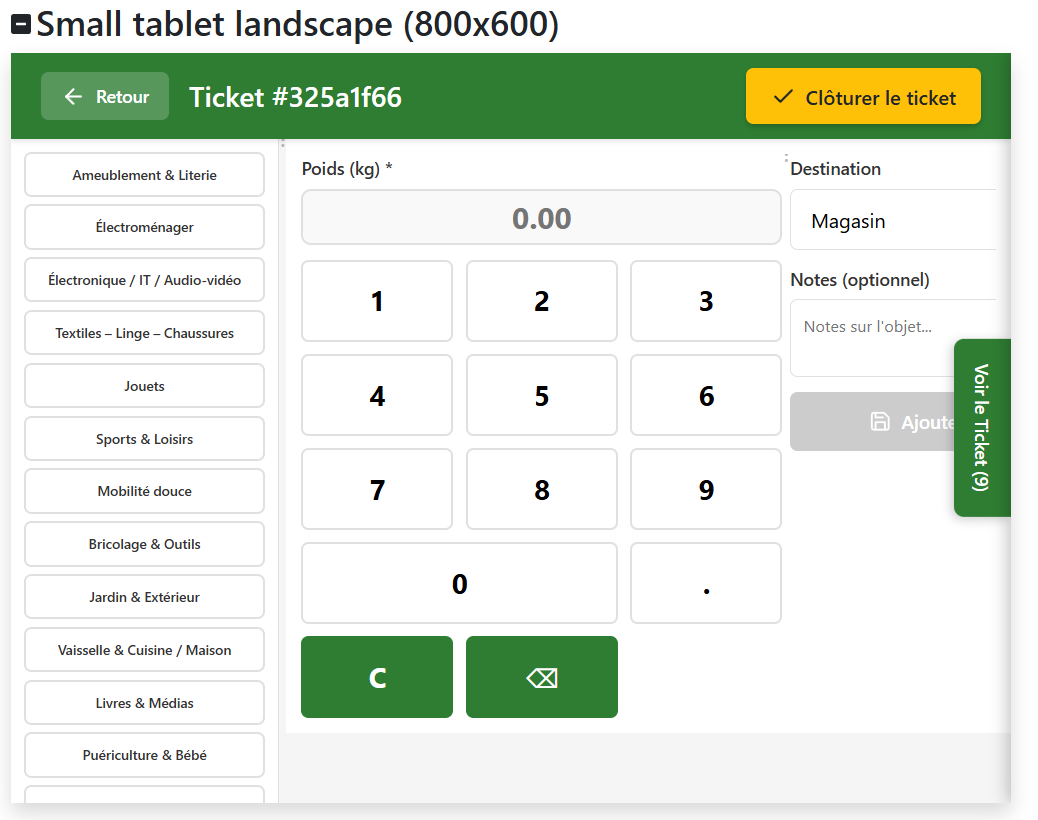 Small tablet landscape (800x600)
Retour
Ticket #325a1f66
Clôturer le ticket
Ameublement & Literie
Électroménager
Électronique / IT / Audio-vidéo
Textiles – Linge – Chaussures
Jouets
Sports & Loisirs
Mobilité douce
Bricolage & Outils
Jardin & Extérieur
Vaisselle & Cuisine / Maison
Livres & Médias
Puériculture & Bébé
Poids (kg) *
0.00
1 2 3
4 5 6
7 8 9
0 .
C ⌫
Destination
Magasin
Notes (optionnel)
Notes sur l'objet...
Ajoute
Voir le Ticket (9)